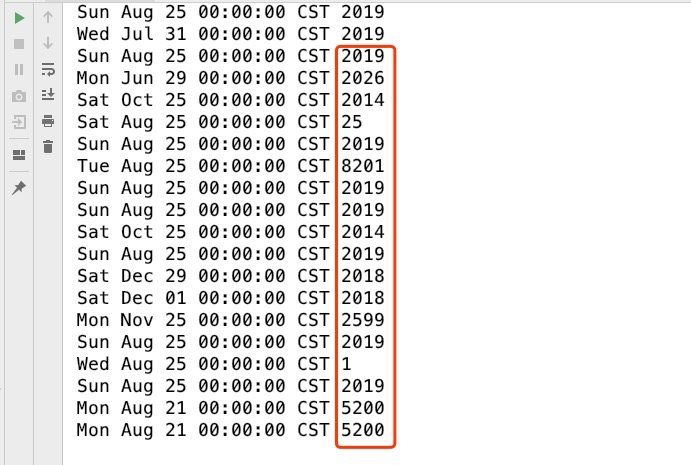 Sun Aug 25 00:00:00 CST 2019
Wed Jul 31 00:00:00 CST 2019
Sun Aug 25 00:00:00 CST 2019
Mon Jun 29 00:00:00 CST 2026
Sat Oct 25 00:00:00 CST 2014
Sat Aug 25 00:00:00 CST 25
Sun Aug 25 00:00:00 CST 2019
Tue Aug 25 00:00:00 CST 8201
Sun Aug 25 00:00:00 CST 2019
Sun Aug 25 00:00:00 CST 2019
Sat Oct 25 00:00:00 CST 2014
Sun Aug 25 00:00:00 CST 2019
Sat Dec 29 00:00:00 CST 2018
Sat Dec 01 00:00:00 CST 2018
Mon Nov 25 00:00:00 CST 2599
Sun Aug 25 00:00:00 CST 2019
Wed Aug 25 00:00:00 CST 1
Sun Aug 25 00:00:00 CST 2019
Mon Aug 21 00:00:00 CST 5200
Mon Aug 21 00:00:00 CST 5200